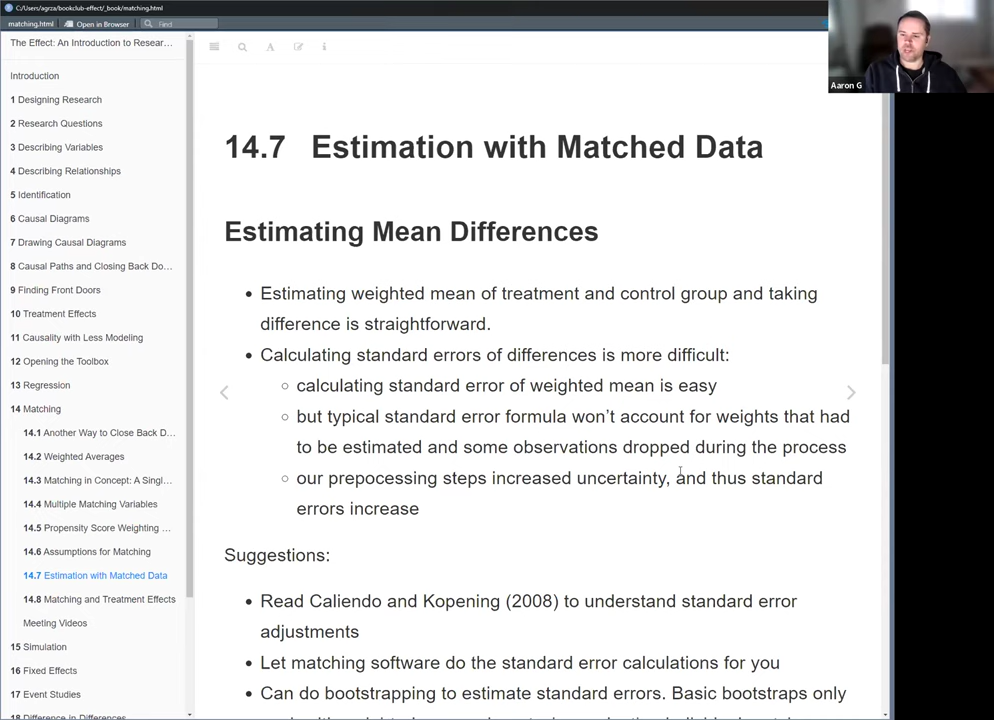 C:/Users/agrza/bookclub-effect/_book/matching.html
matching.html
Open in Browser
Find
The Effect: An Introduction to Resear…
Introduction
1 Designing Research
2 Research Questions
3 Describing Variables
4 Describing Relationships
5 Identification
6 Causal Diagrams
7 Drawing Causal Diagrams
8 Causal Paths and Closing Back Do…
9 Finding Front Doors
10 Treatment Effects
11 Causality with Less Modeling
12 Opening the Toolbox
13 Regression
14 Matching
14.1 Another Way to Close Back D…
14.2 Weighted Averages
14.3 Matching in Concept: A Singl…
14.4 Multiple Matching Variables
14.5 Propensity Score Weighting …
14.6 Assumptions for Matching
14.7 Estimation with Matched Data
14.8 Matching and Treatment Effects
Meeting Videos
15 Simulation
16 Fixed Effects
17 Event Studies
18 Difference in Differences
Aaron G
14.7 Estimation with Matched Data
Estimating Mean Differences
• Estimating weighted mean of treatment and control group and taking
difference is straightforward.
• Calculating standard errors of differences is more difficult:
○ calculating standard error of weighted mean is easy
○ but typical standard error formula won’t account for weights that had
to be estimated and some observations dropped during the process
○ our prepocessing steps increased uncertainty, and thus standard
errors increase
Suggestions:
• Read Caliendo and Kopening (2008) to understand standard error
adjustments
• Let matching software do the standard error calculations for you
• Can do bootstrapping to estimate standard errors. Basic bootstraps only